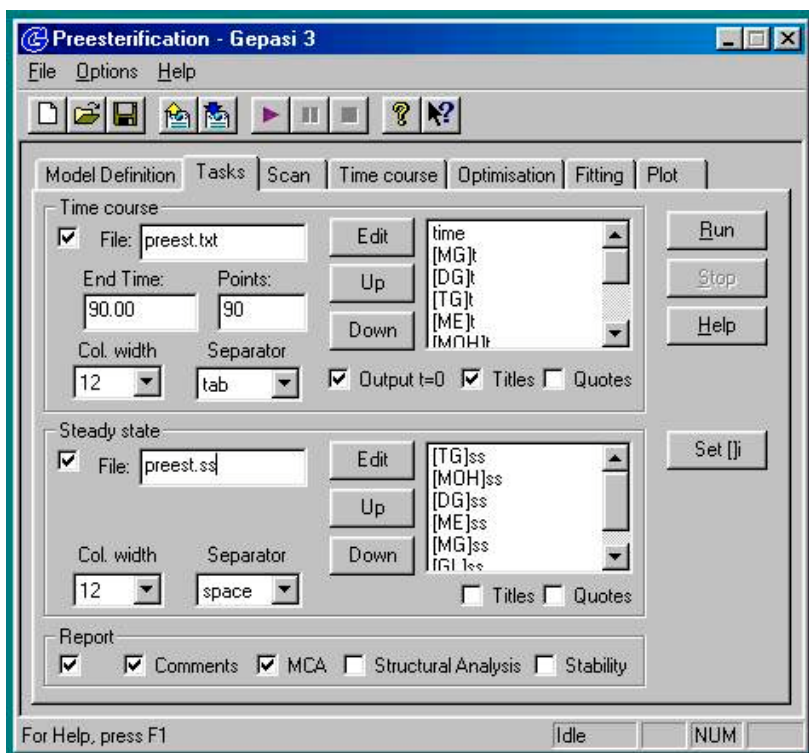 Preesterification - Gepasi 3
File Options Help
Model Definition Tasks Scan Time course Optimisation Fitting Plot
Time course
File: preest.txt
End Time: Points:
90.00 90
Col. width Separator
12 tab
Edit
Up
Down
time
[MG]t
[DG]t
[TG]t
[ME]t
[MOH]t
Output t=0 Titles Quotes
Run
Stop
Help
Steady state
File: preest.ss
Col. width Separator
12 space
Edit
Up
Down
[TG]ss
[MOH]ss
[DG]ss
[ME]ss
[MG]ss
[GL]ss
Titles Quotes
Set []i
Report
Comments MCA Structural Analysis Stability
For Help, press F1 Idle NUM